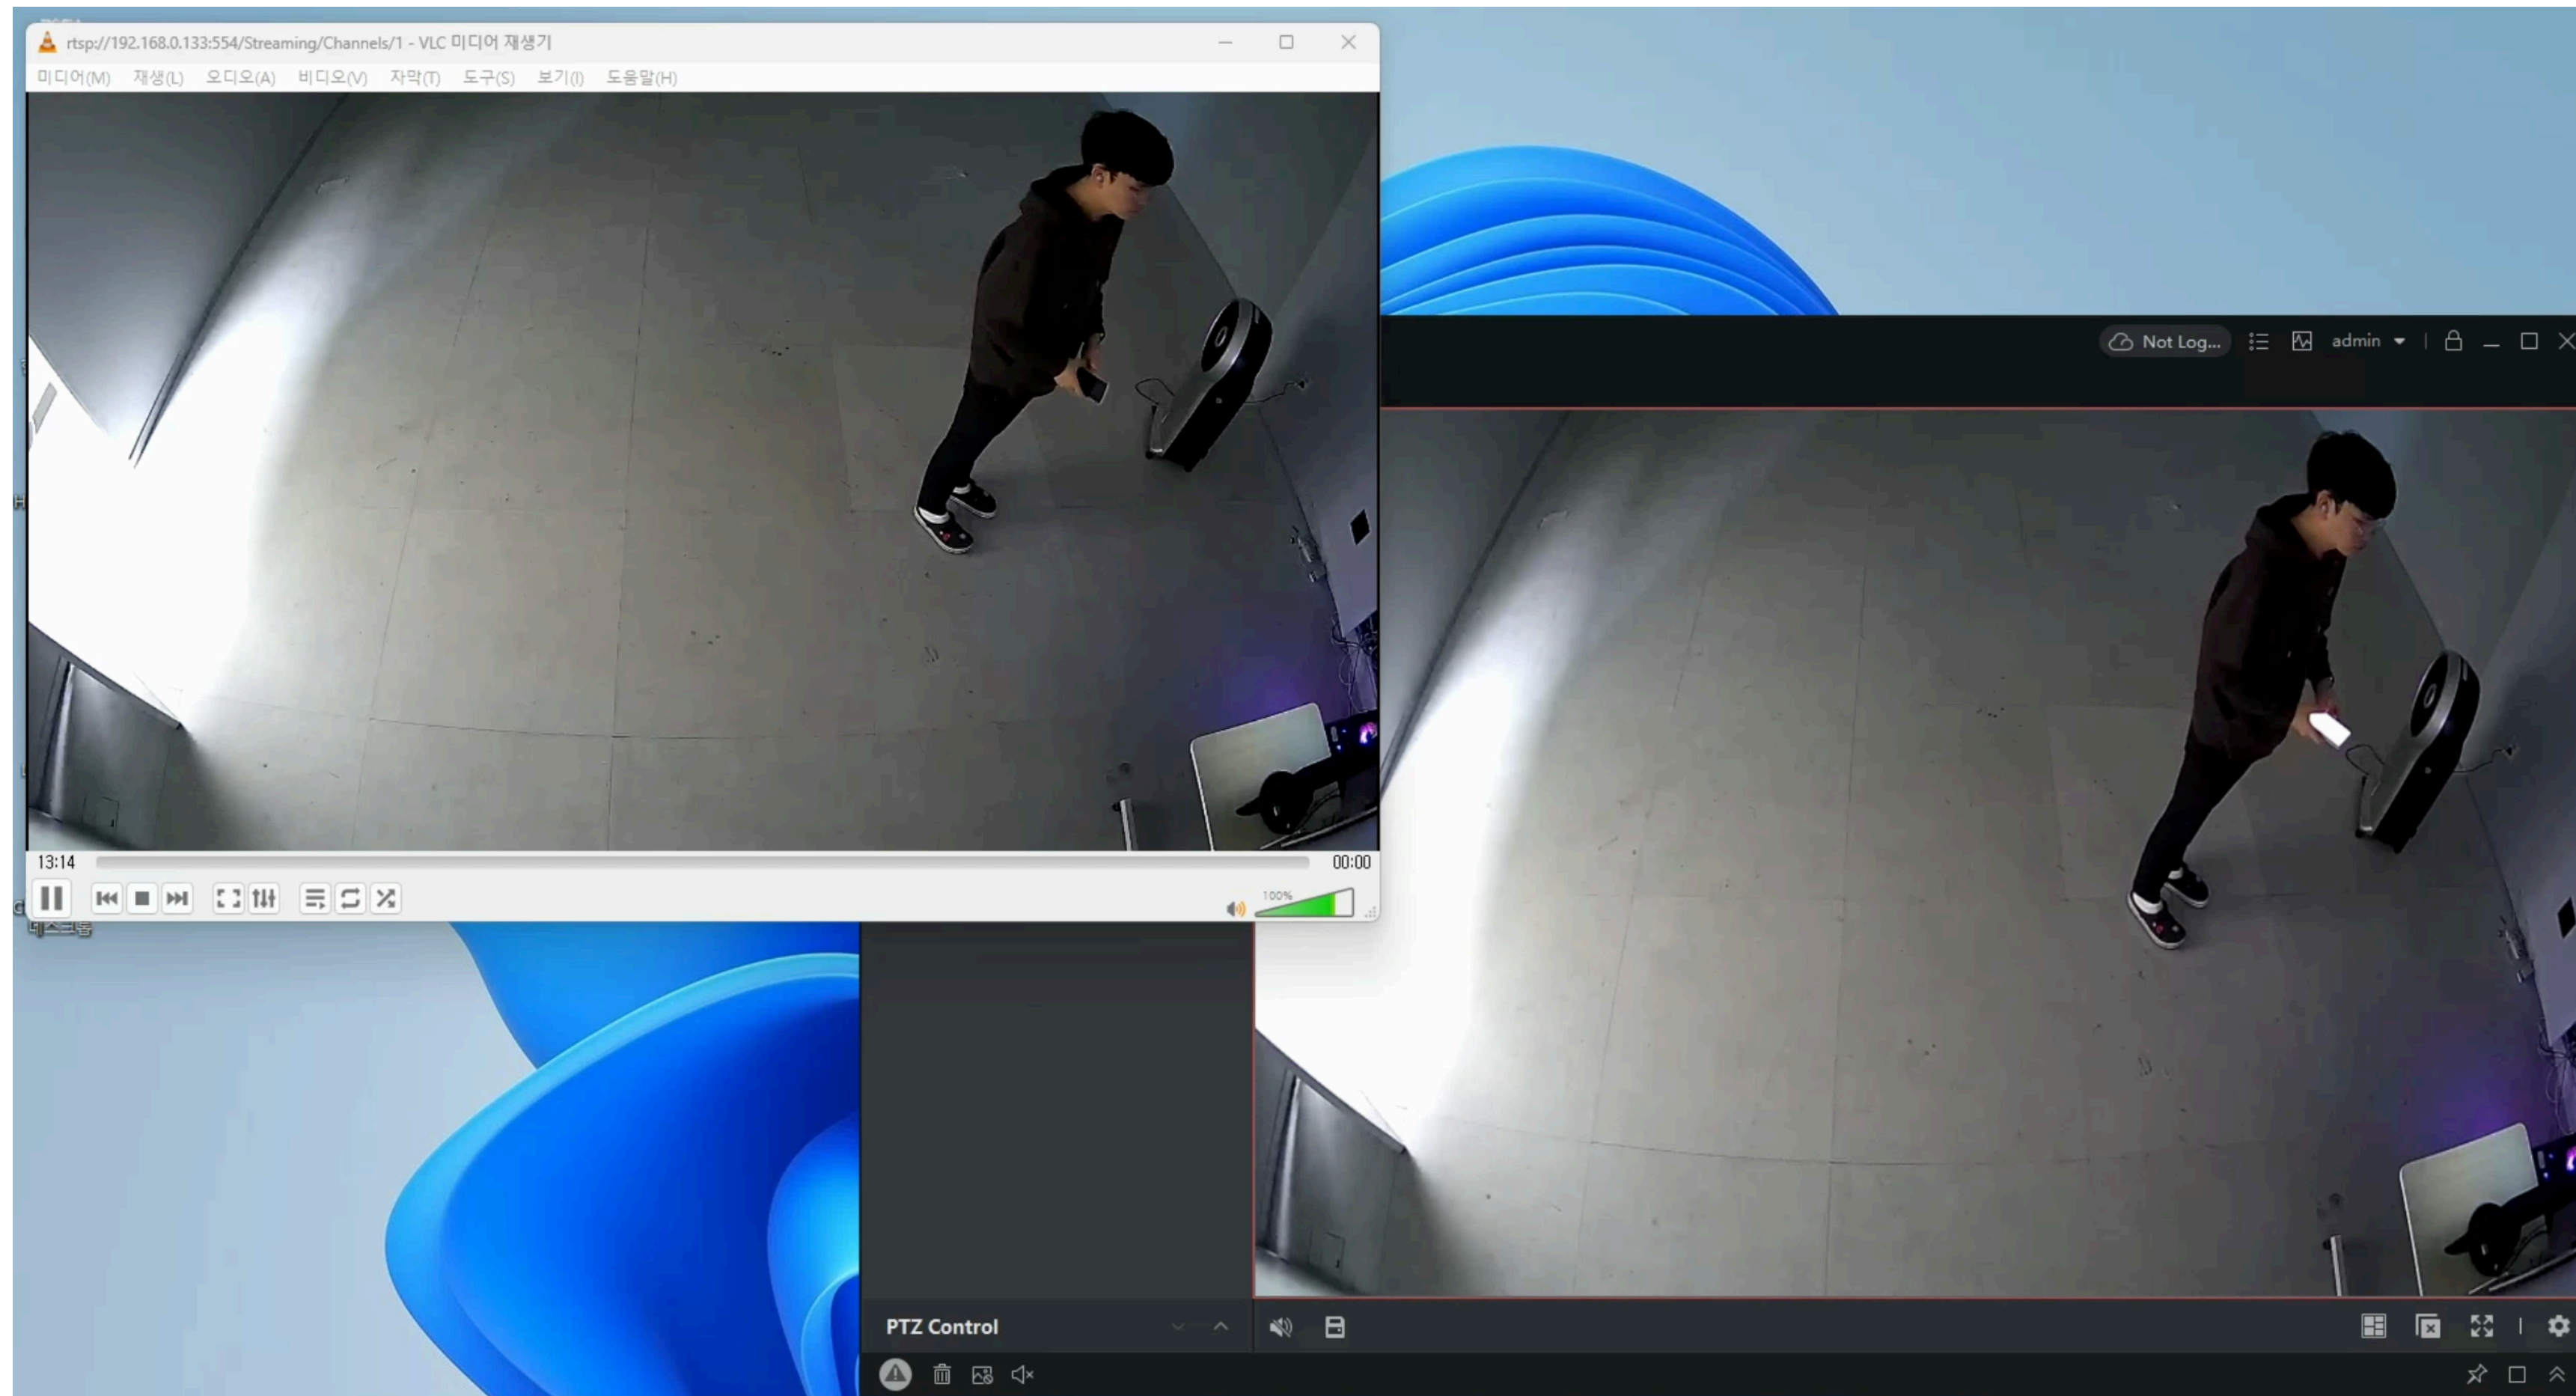 rtsp://192.168.0.133:554/Streaming/Channels/1 - VLC 미디어 재생기
미디어(M) 재생(L) 오디오(A) 비디오(V) 자막(T) 도구(S) 보기(I) 도움말(H)
Not Log... admin
13:14 00:00
100%
PTZ Control